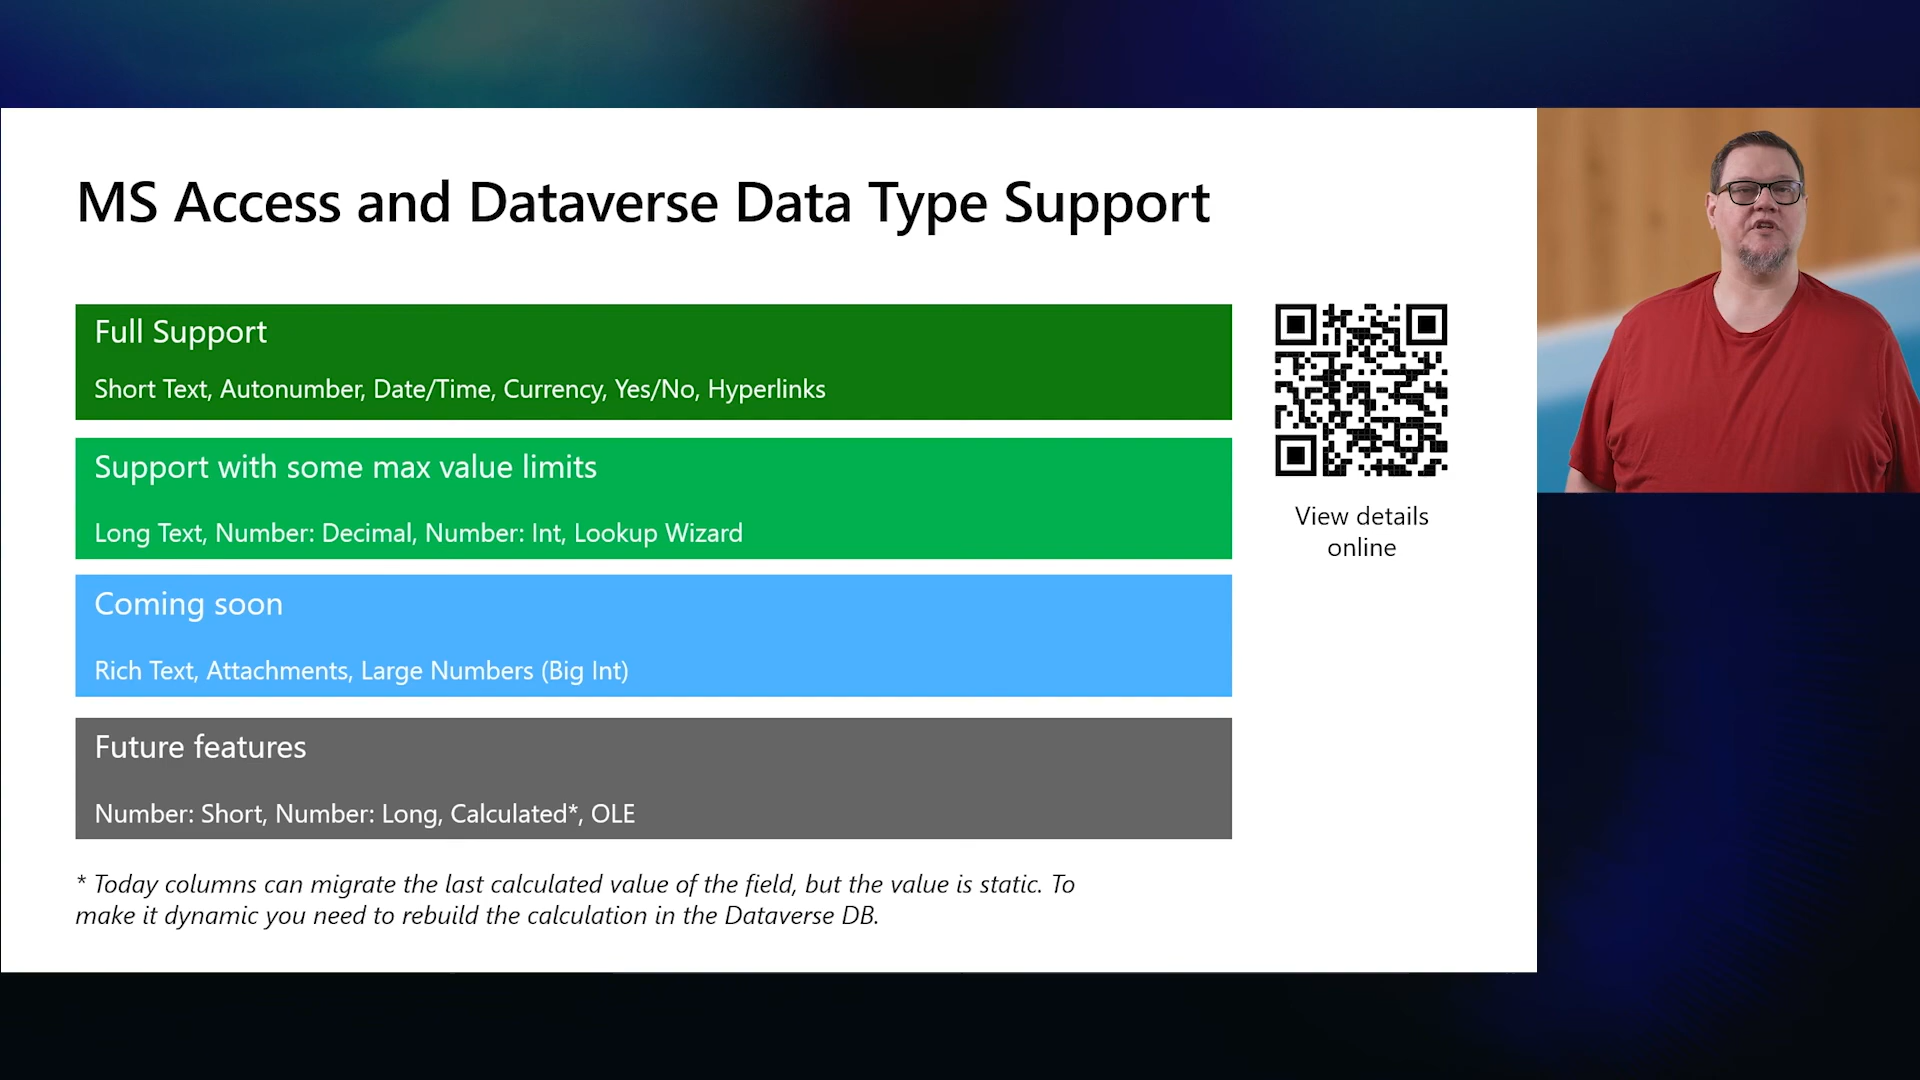 MS Access and Dataverse Data Type Support
Full Support
Short Text, Autonumber, Date/Time, Currency, Yes/No, Hyperlinks
Support with some max value limits
Long Text, Number: Decimal, Number: Int, Lookup Wizard
Coming soon
Rich Text, Attachments, Large Numbers (Big Int)
Future features
Number: Short, Number: Long, Calculated*, OLE
* Today columns can migrate the last calculated value of the field, but the value is static. To
make it dynamic you need to rebuild the calculation in the Dataverse DB.
View details
online